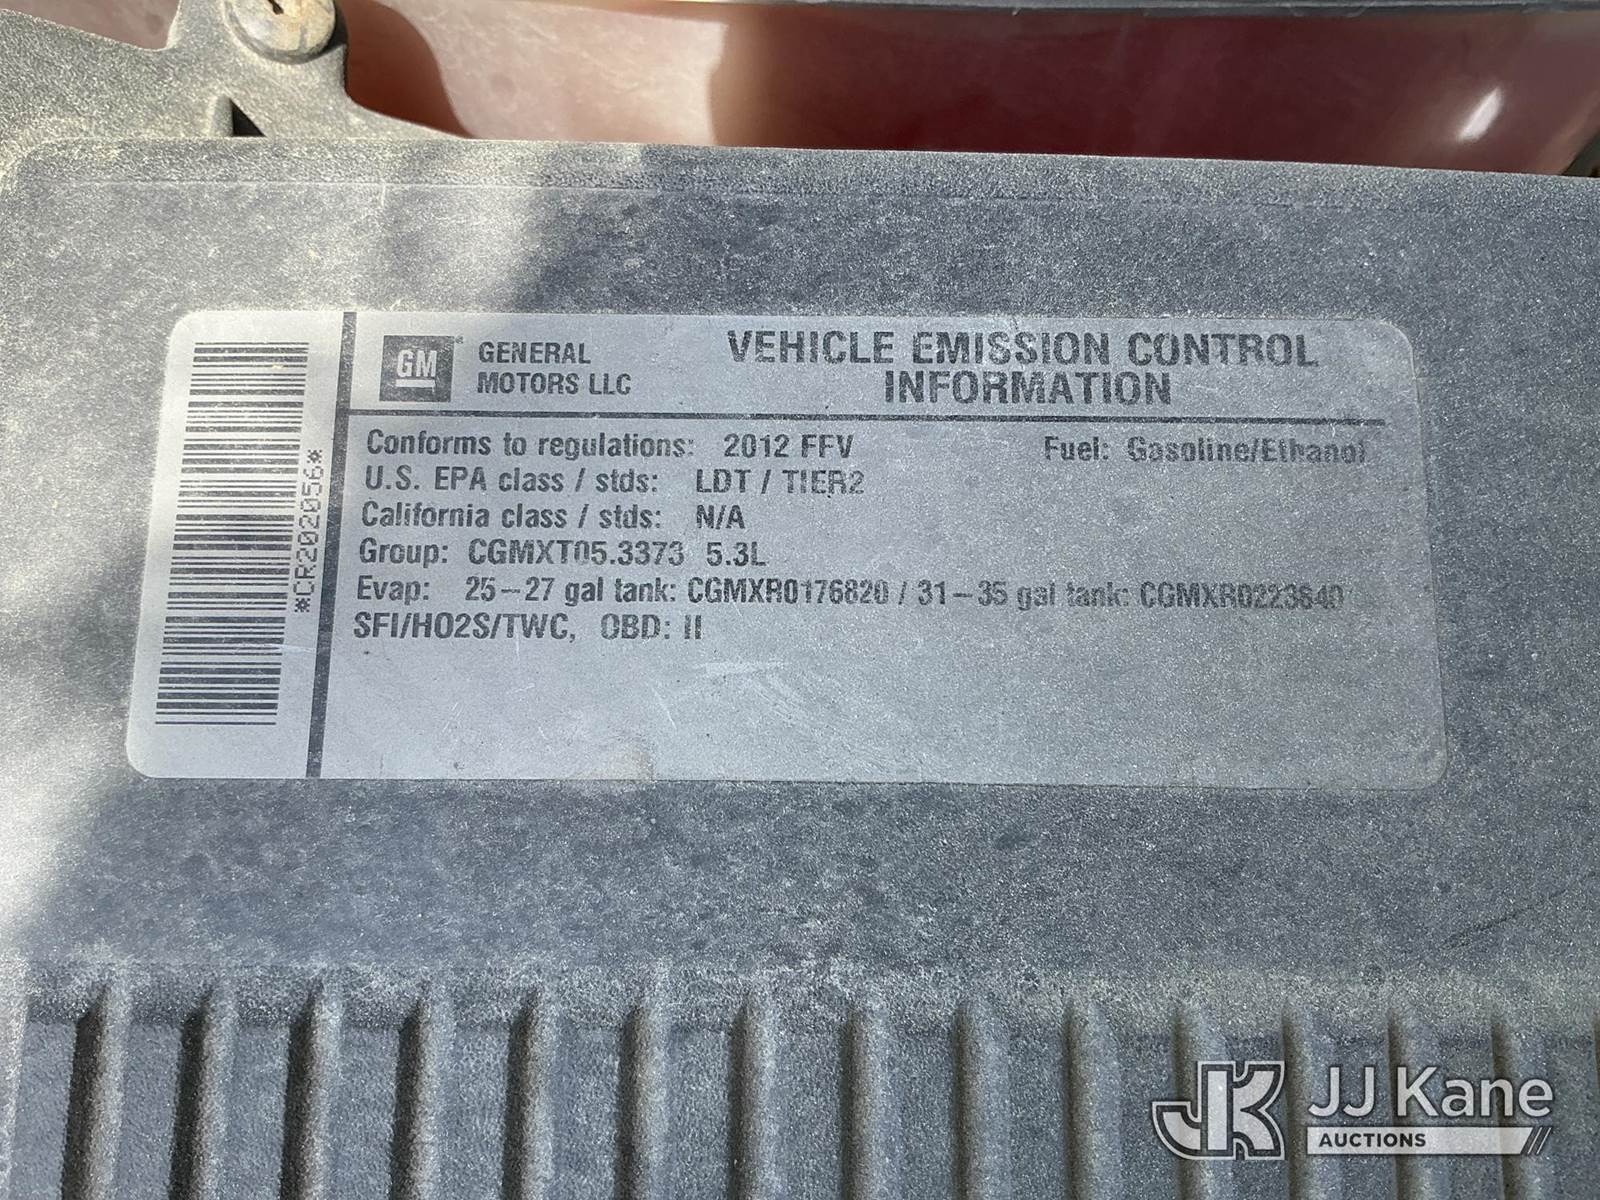 GM GENERAL MOTORS LLC
VEHICLE EMISSION CONTROL
INFORMATION
Conforms to regulations: 2012 FFV Fuel: Gasoline/Ethanol
U.S. EPA class / stds: LDT / TIER2
California class / stds: N/A
Group: CGMXT05.3373 5.3L
Evap: 25-27 gal tank: CGMXR0176820 / 31-35 gal tank: CGMXR0223840
SFI/HO2S/TWC, OBD: II
*CR202056*
JK JJ Kane
AUCTIONS